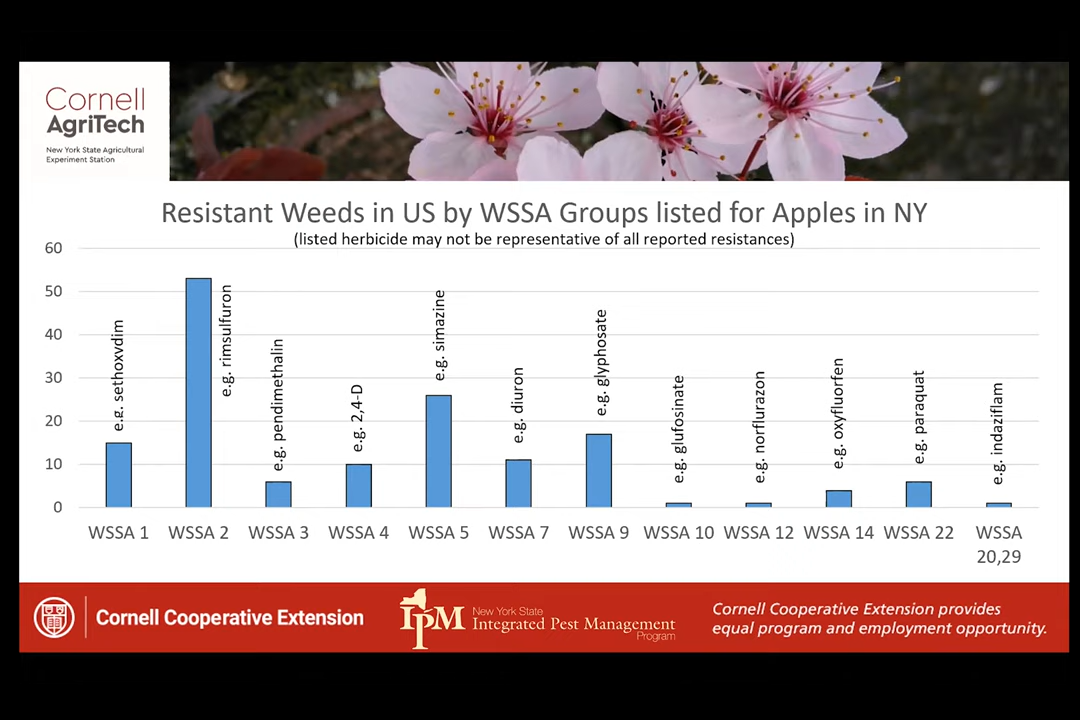 Cornell
AgriTech
New York State Agricultural
Experiment Station
Resistant Weeds in US by WSSA Groups listed for Apples in NY
(listed herbicide may not be representative of all reported resistances)
60
50
40
30
20
10
0
e.g. sethoxvdim
e.g. rimsulfuron
e.g. pendimethalin
e.g. 2,4-D
e.g. simazine
e.g. diuron
e.g. glyphosate
e.g. glufosinate
e.g. norflurazon
e.g. oxyfluorfen
e.g. paraquat
e.g. indaziflam
WSSA 1
WSSA 2
WSSA 3
WSSA 4
WSSA 5
WSSA 7
WSSA 9
WSSA 10
WSSA 12
WSSA 14
WSSA 22
WSSA
20,29
Cornell Cooperative Extension
IPM
New York State
Integrated Pest Management
Program
Cornell Cooperative Extension provides
equal program and employment opportunity.